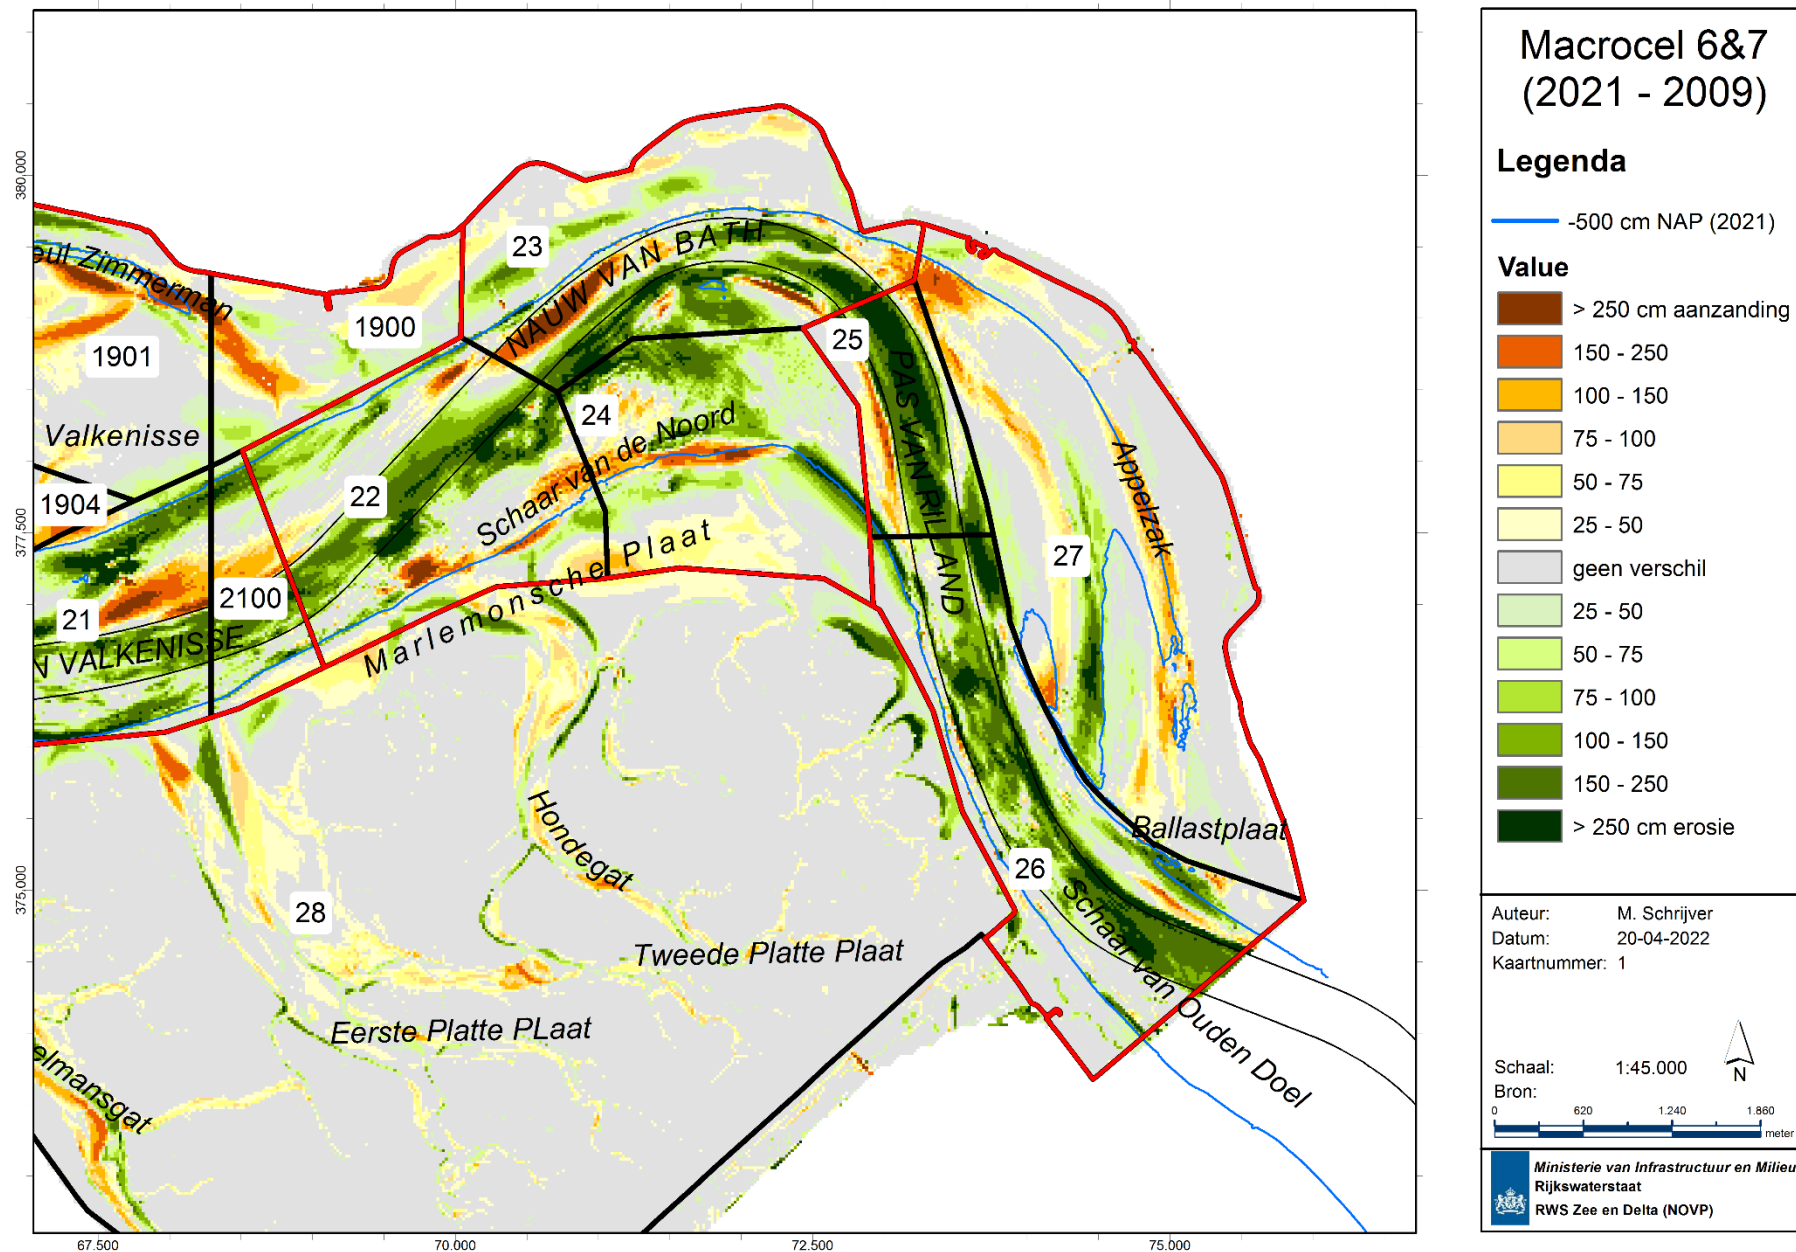 Macrocel 6&7
(2021 - 2009)
Legenda
-500 cm NAP (2021)
Value
> 250 cm aanzanding
150 - 250
100 - 150
75 - 100
50 - 75
25 - 50
geen verschil
25 - 50
50 - 75
75 - 100
100 - 150
150 - 250
> 250 cm erosie
Auteur: M. Schrijver
Datum: 20-04-2022
Kaartnummer: 1
Schaal: 1:45.000
N
Bron:
0 620 1.240 1.860
meter
Ministerie van Infrastructuur en Milieu
Rijkswaterstaat
RWS Zee en Delta (NOVP)
380.000
377.500
375.000
67.500
70.000
72.500
75.000
eul Zimmerman
23
NAUW VAN BATH
1900
1901
25
PAS VAN RILLAND
24
Valkenisse
Schaar van de Noord
Appelzak
1904
22
27
Marlemonsche Plaat
2100
21
N VALKENISSE
Hondegat
Ballastplaat
26
Schaar van Ouden Doel
28
Tweede Platte Plaat
Eerste Platte PLaat
elmansgat